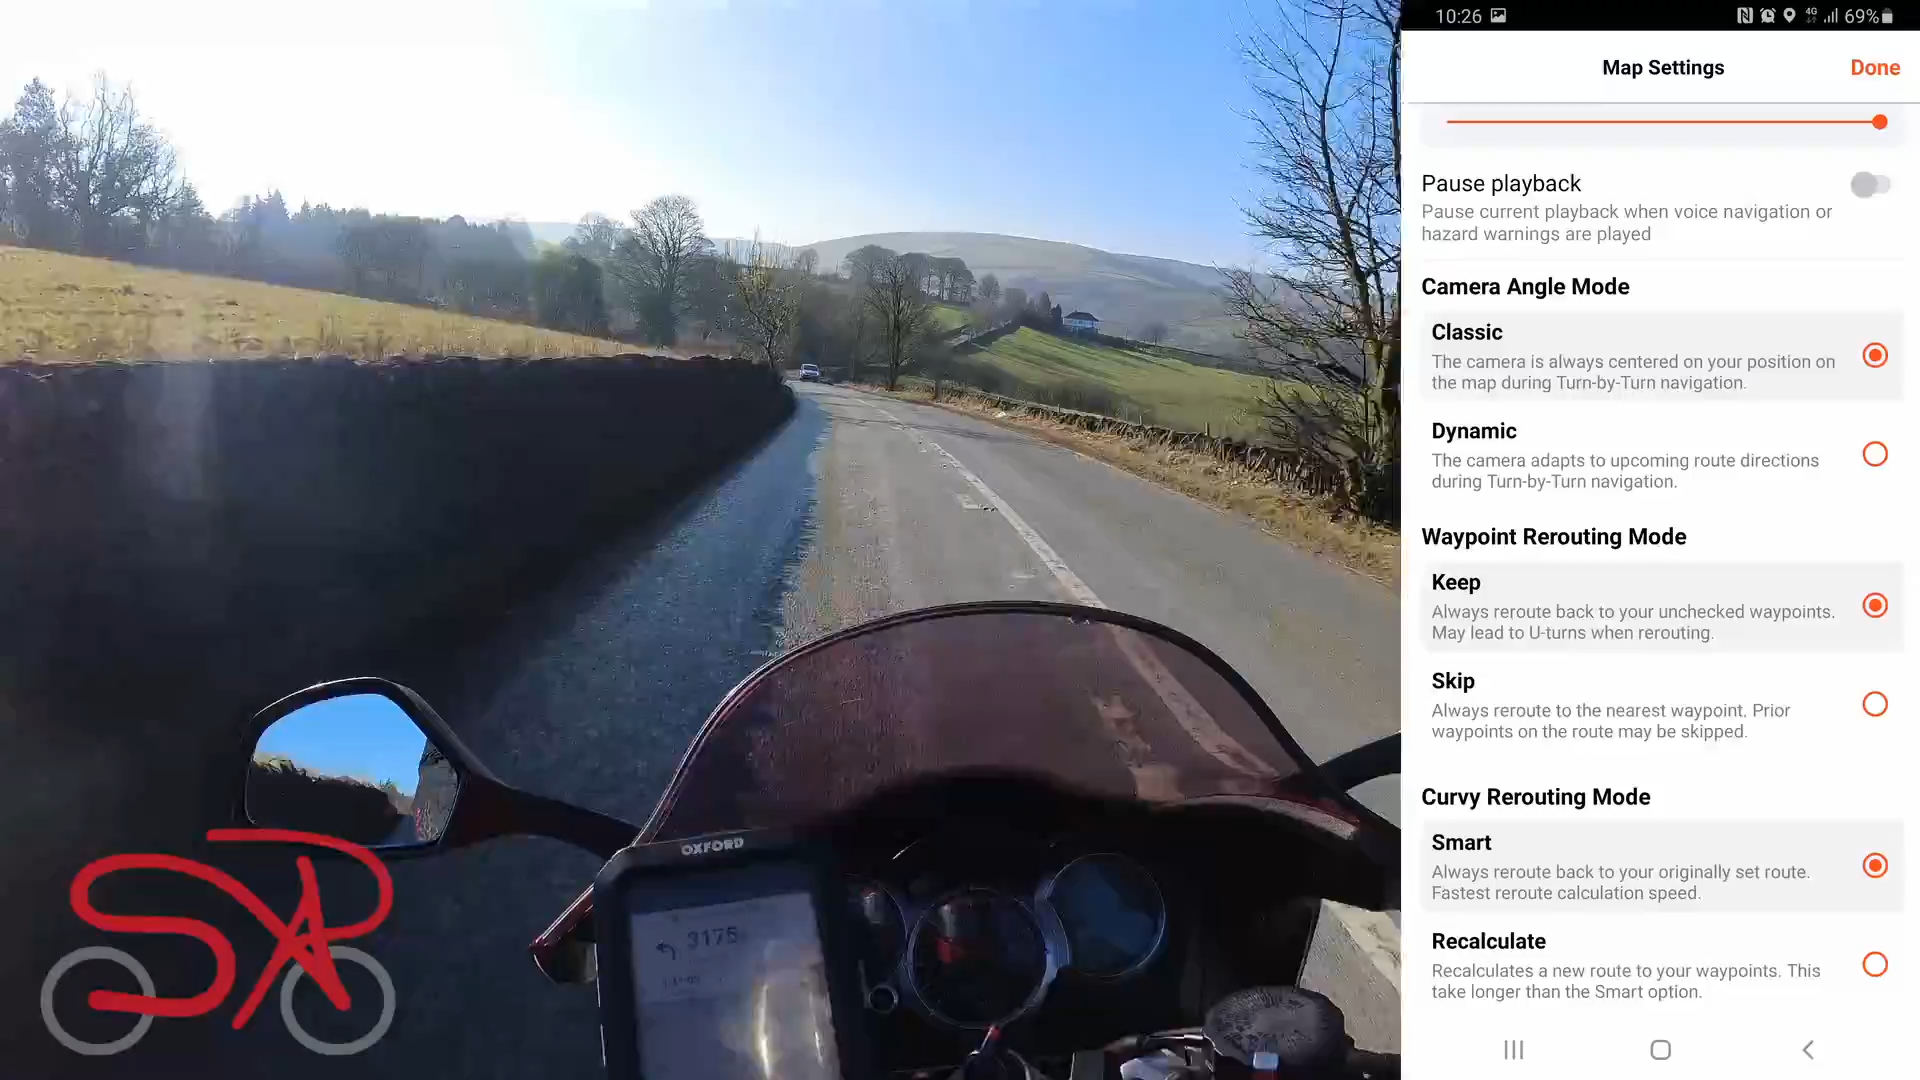 10:26
4G
69%
Map Settings
Done
Pause playback
Pause current playback when voice navigation or
hazard warnings are played
Camera Angle Mode
Classic
The camera is always centered on your position on
the map during Turn-by-Turn navigation.
Dynamic
The camera adapts to upcoming route directions
during Turn-by-Turn navigation.
Waypoint Rerouting Mode
Keep
Always reroute back to your unchecked waypoints.
May lead to U-turns when rerouting.
Skip
Always reroute to the nearest waypoint. Prior
waypoints on the route may be skipped.
Curvy Rerouting Mode
Smart
Always reroute back to your originally set route.
Fastest reroute calculation speed.
Recalculate
Recalculates a new route to your waypoints. This
take longer than the Smart option.
OXFORD
3175